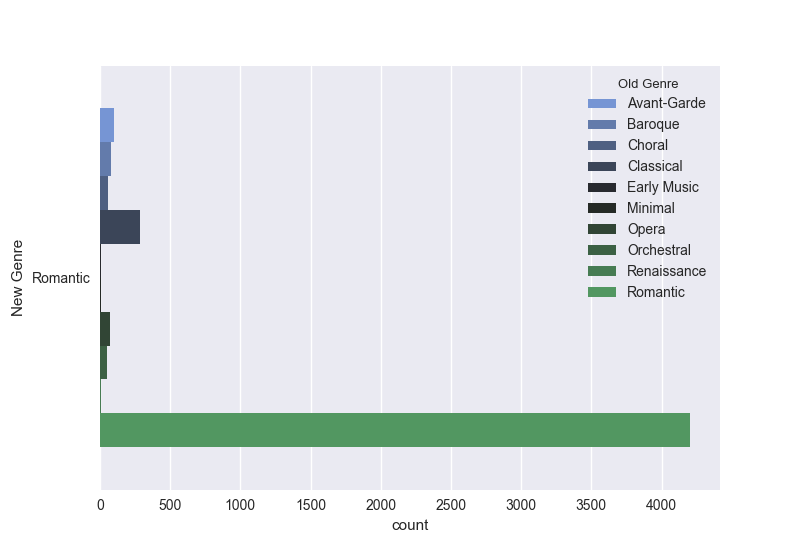 Old Genre
Avant-Garde
Baroque
Choral
Classical
Early Music
Minimal
Opera
Orchestral
Renaissance
Romantic
New Genre
Romantic
0 500 1000 1500 2000 2500 3000 3500 4000
count